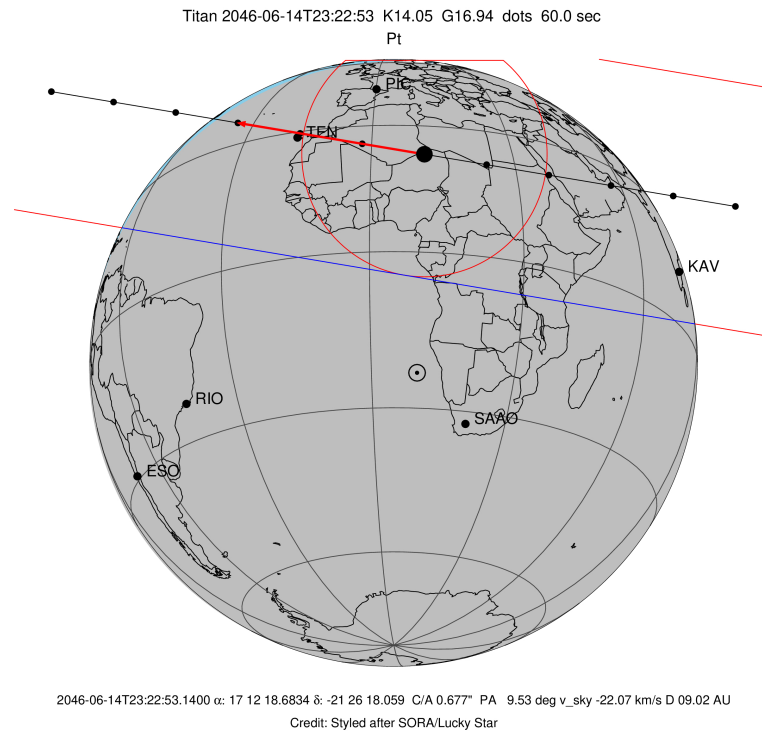 Titan 2046-06-14T23:22:53 K14.05 G16.94 dots 60.0 sec
Pt
PIC
TEN
KAV
RIO
SAAO
ESO
2046-06-14T23:22:53.1400 α: 17 12 18.6834 δ: -21 26 18.059 C/A 0.677" PA 9.53 deg v_sky -22.07 km/s D 09.02 AU
Credit: Styled after SORA/Lucky Star